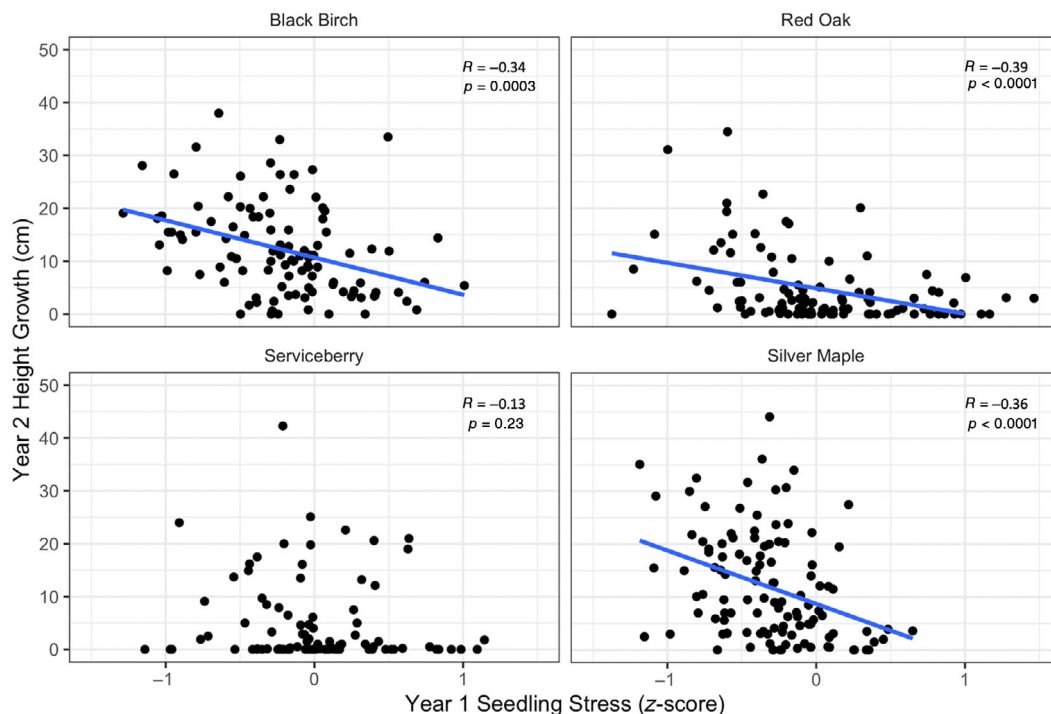 Black Birch
Red Oak
50
40
30
20
10
0
R = −0.34
p = 0.0003
R = −0.39
p < 0.0001
Year 2 Height Growth (cm)
Serviceberry
Silver Maple
50
40
30
20
10
0
R = −0.13
p = 0.23
R = −0.36
p < 0.0001
−1
0
1
−1
0
1
Year 1 Seedling Stress (z-score)